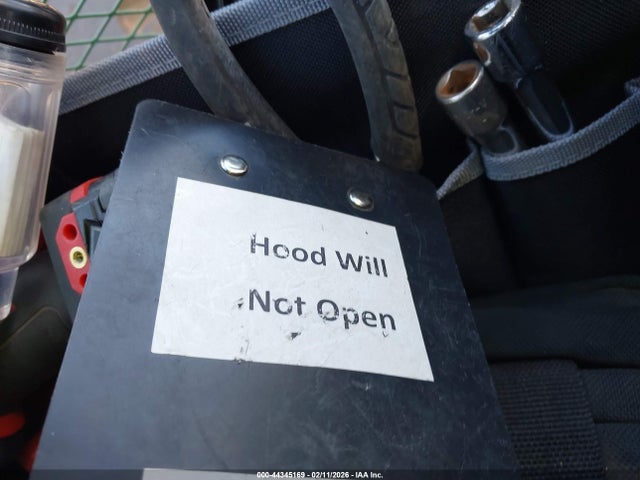 Hood Will
Not Open
000-44345169 - 02/11/2026 - IAA Inc.